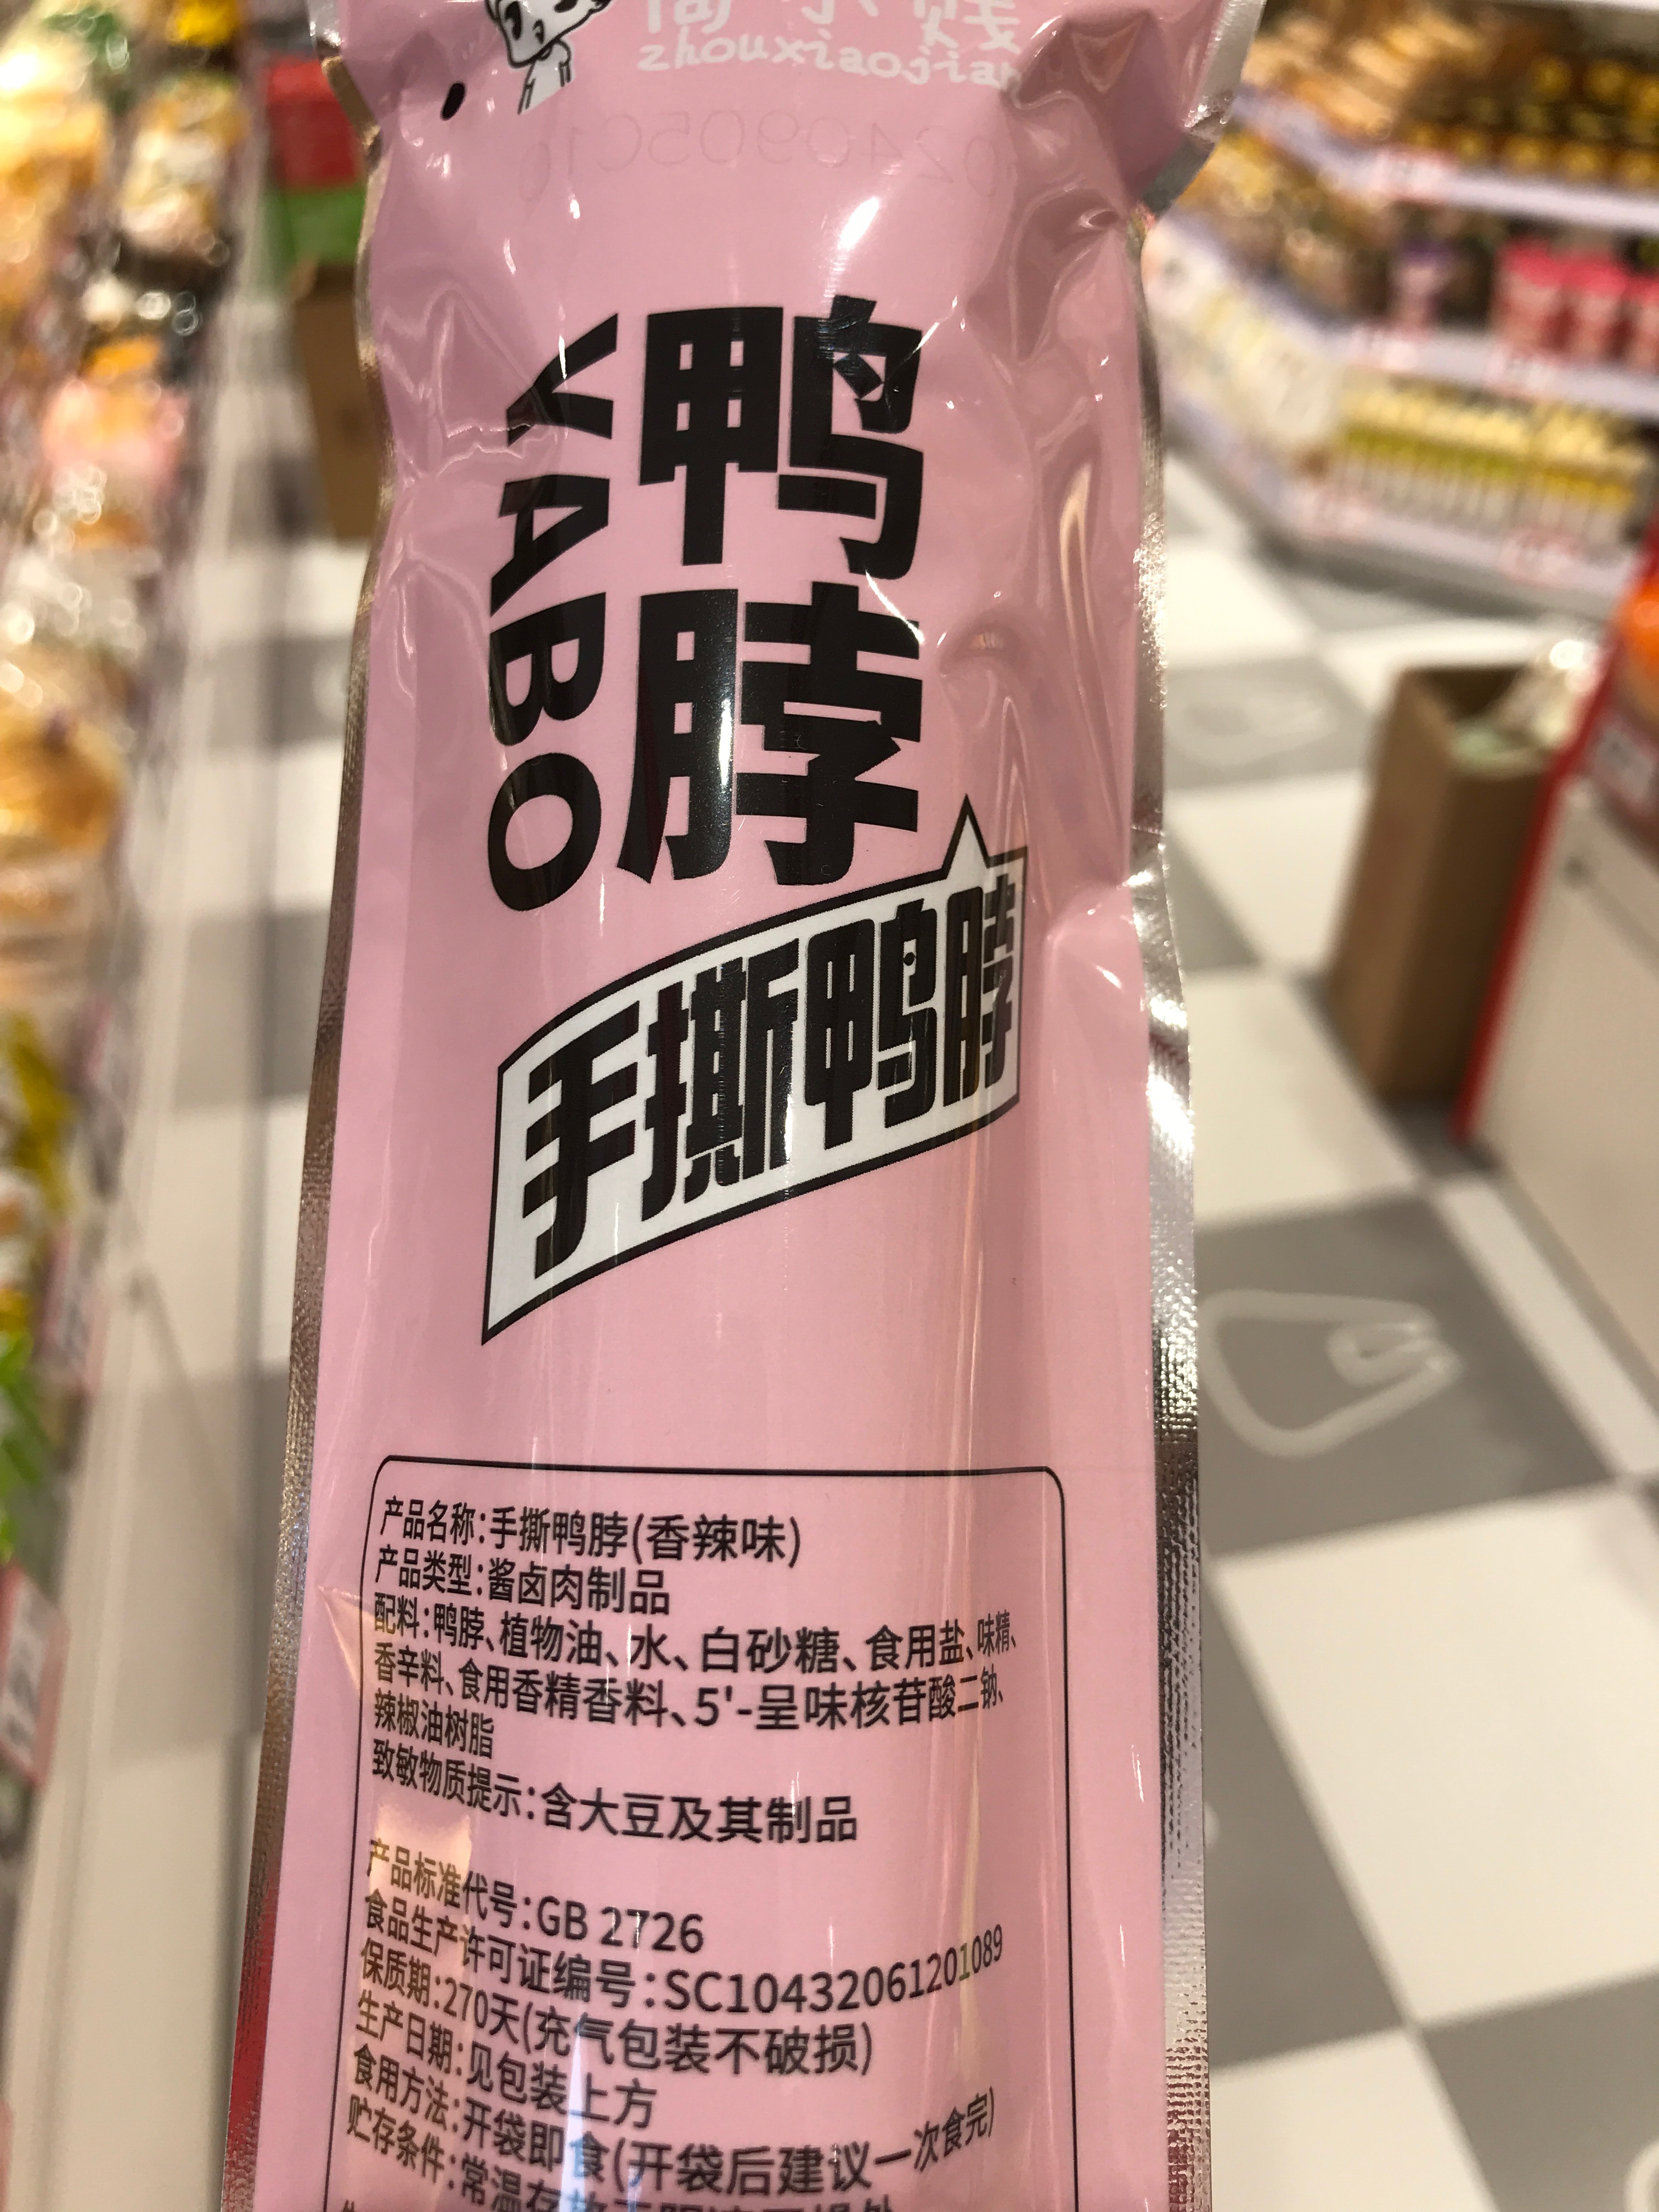 zhouxiaojian
鸭脖
YABO
手撕鸭脖
产品名称:手撕鸭脖(香辣味)
产品类型:酱卤肉制品
配料:鸭脖、植物油、水、白砂糖、食用盐、味精、
香辛料、食用香精香料、5'-呈味核苷酸二钠、
辣椒油树脂
致敏物质提示:含大豆及其制品
产品标准代号:GB 2726
食品生产许可证编号:SC10432061201089
保质期:270天(充气包装不破损)
生产日期:见包装上方
食用方法:开袋即食(开袋后建议一次食完)
贮存条件:常温存